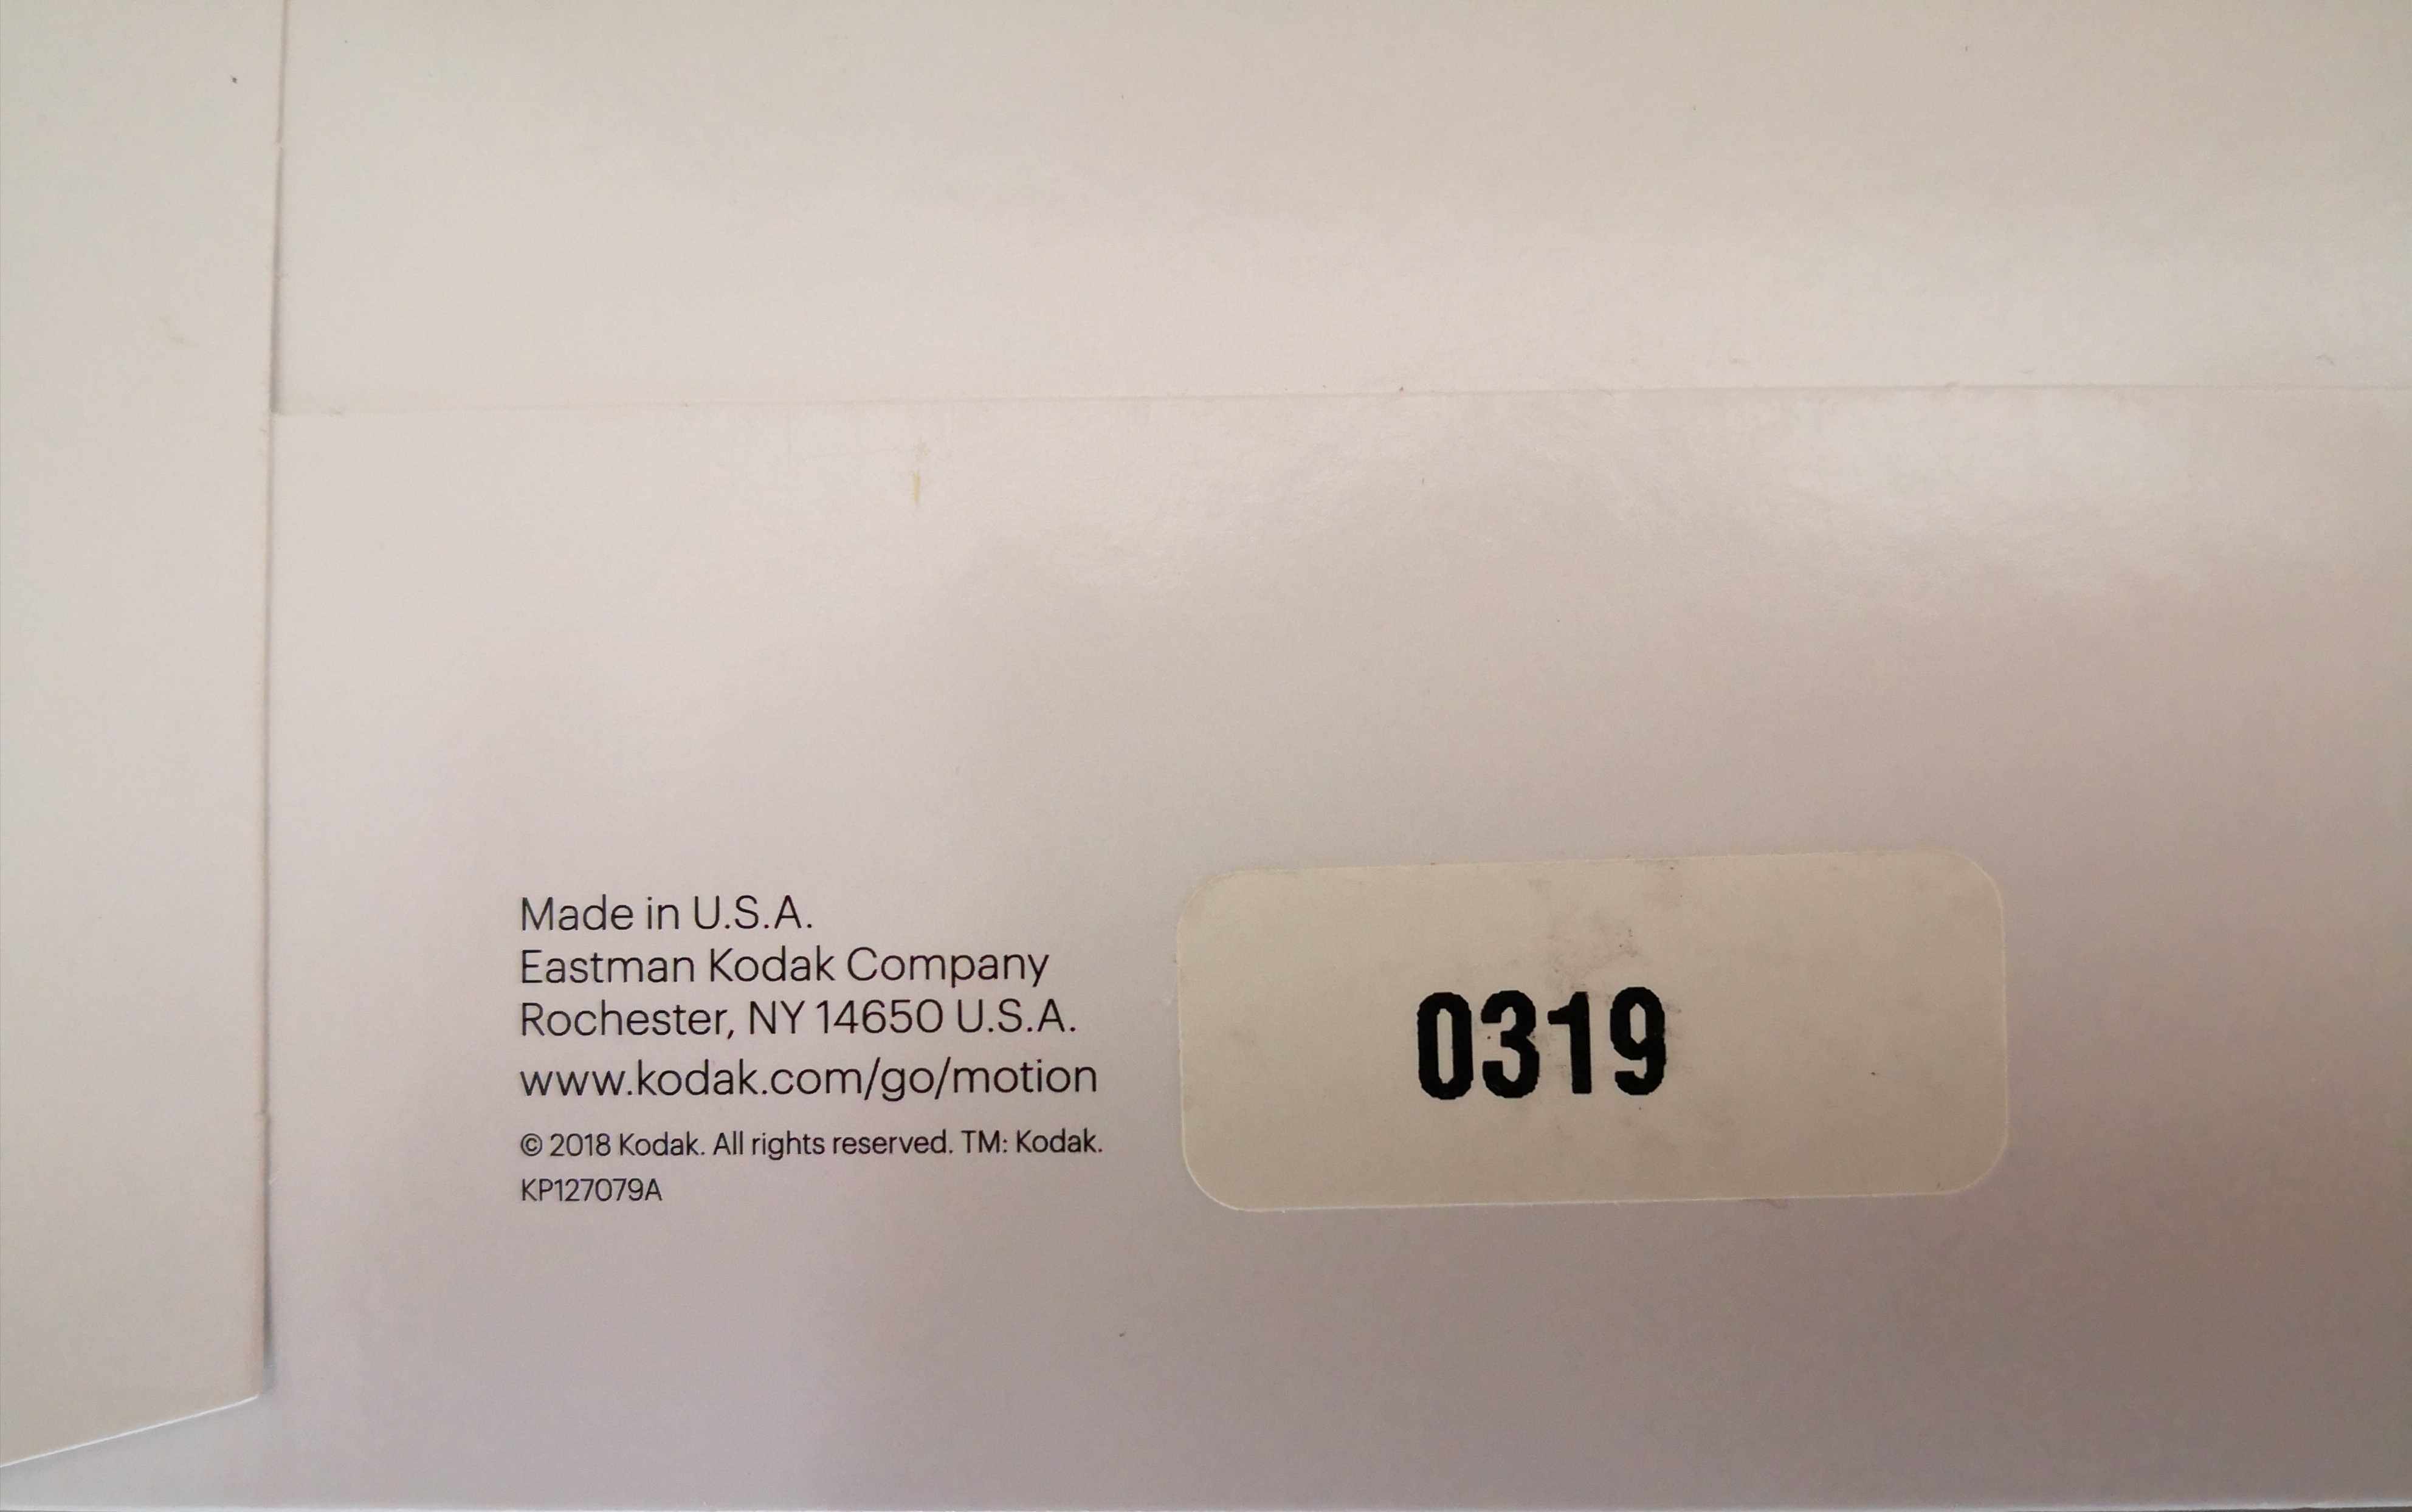 Made in U.S.A.
Eastman Kodak Company
Rochester, NY 14650 U.S.A.
www.kodak.com/go/motion
© 2018 Kodak. All rights reserved. TM: Kodak.
KP127079A
0319